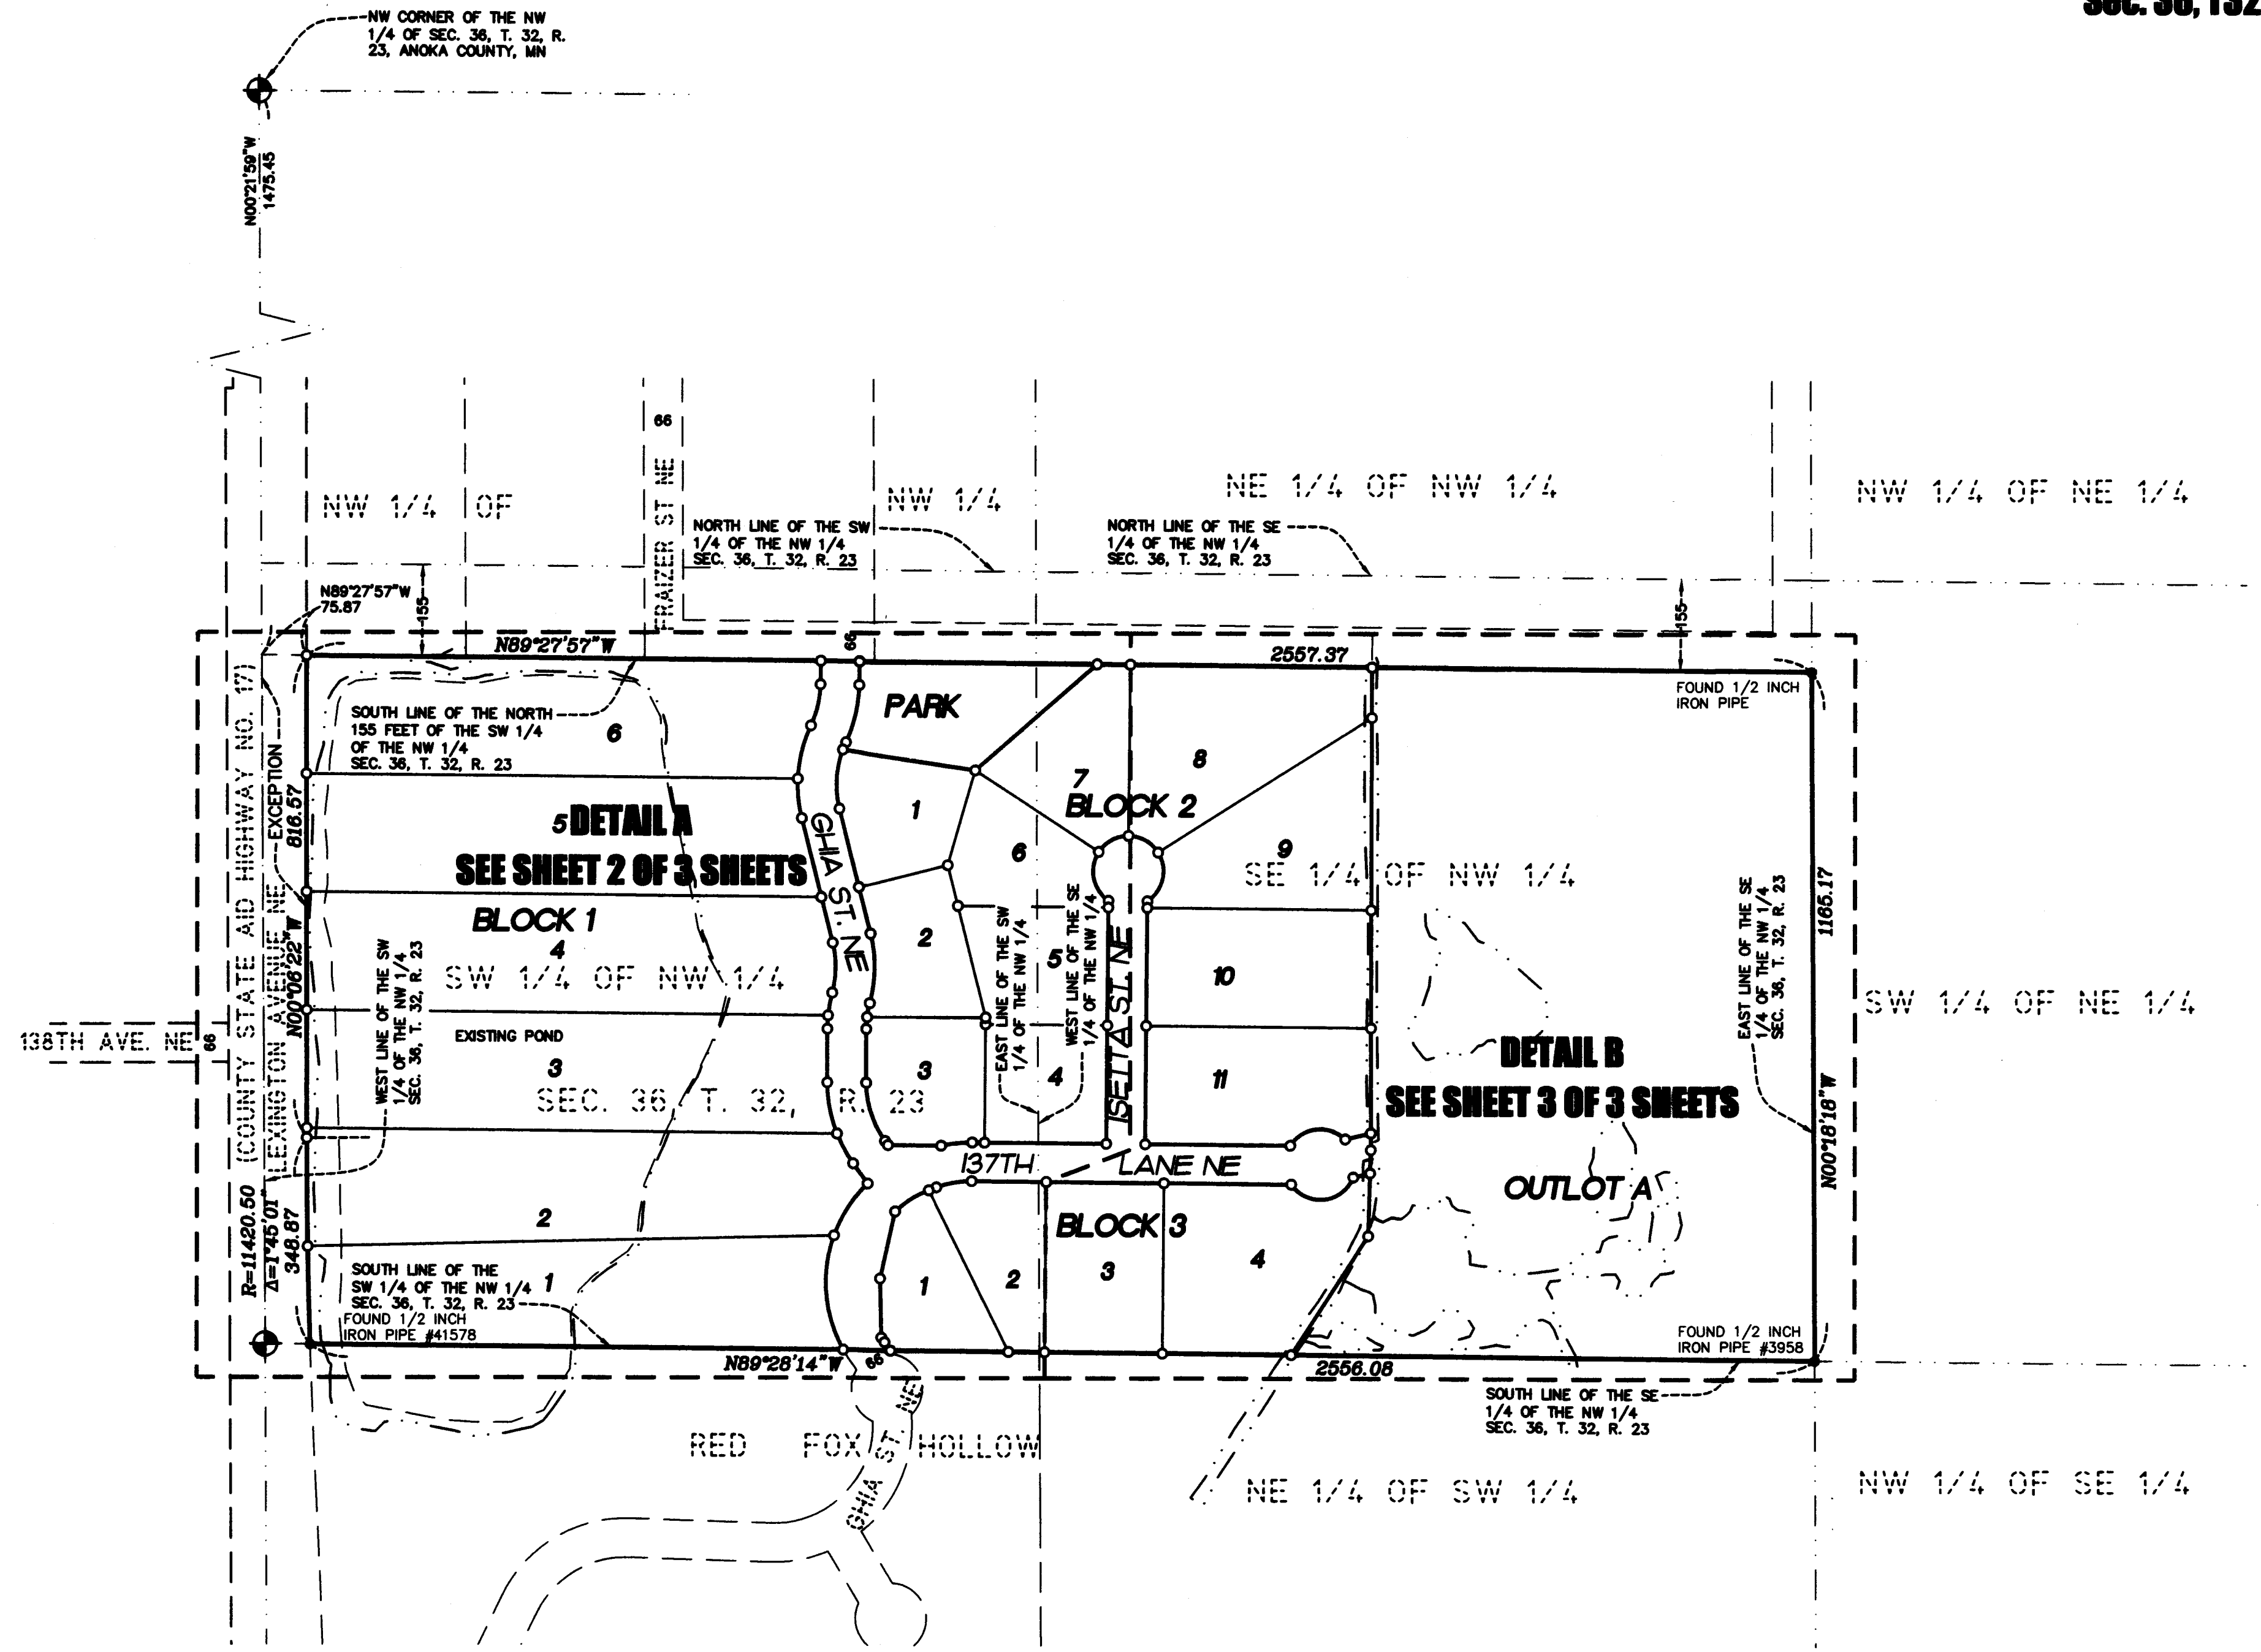 NW CORNER OF THE NW
1/4 OF SEC. 36, T. 32, R.
23, ANOKA COUNTY, MN
N00°21'59"W
1475.45
66
FRAIZER ST NE
NW 1/4 OF
NW 1/4
NE 1/4 OF NW 1/4
NW 1/4 OF NE 1/4
NORTH LINE OF THE SW
1/4 OF THE NW 1/4
SEC. 36, T. 32, R. 23
NORTH LINE OF THE SE
1/4 OF THE NW 1/4
SEC. 36, T. 32, R. 23
N89°27'57"W
75.87
155
155
N89°27'57"W
66
2557.37
FOUND 1/2 INCH
IRON PIPE
SOUTH LINE OF THE NORTH
155 FEET OF THE SW 1/4
OF THE NW 1/4
SEC. 36, T. 32, R. 23
6
PARK
8
7
BLOCK 2
1
EXCEPTION
816.57
5
DETAIL A
SEE SHEET 2 OF 3 SHEETS
GHIA ST. NE
6
9
SE 1/4 OF NW 1/4
BLOCK 1
4
SW 1/4 OF NW 1/4
2
5
10
EAST LINE OF THE SW
1/4 OF THE NW 1/4
WEST LINE OF THE SE
1/4 OF THE NW 1/4
ISETTA ST. NE
EAST LINE OF THE SE
1/4 OF THE NW 1/4
SEC. 36, T. 32, R. 23
1165.17
N00°18'18"W
SW 1/4 OF NE 1/4
(COUNTY STATE AID HIGHWAY NO. 17)
LEXINGTON AVENUE NE
N00°06'22"W
WEST LINE OF THE SW
1/4 OF THE NW 1/4
SEC. 36, T. 32, R. 23
138TH AVE. NE
66
EXISTING POND
3
3
4
11
SEC. 36, T. 32, R. 23
DETAIL B
SEE SHEET 3 OF 3 SHEETS
137TH LANE NE
OUTLOT A
R=11420.50
Δ=1°45'01"
348.87
2
BLOCK 3
SOUTH LINE OF THE
SW 1/4 OF THE NW 1/4
SEC. 36, T. 32, R. 23
1
FOUND 1/2 INCH
IRON PIPE #41578
1
2
3
4
FOUND 1/2 INCH
IRON PIPE #3958
N89°28'14"W
66
2556.08
SOUTH LINE OF THE SE
1/4 OF THE NW 1/4
SEC. 36, T. 32, R. 23
GHIA ST. NE
RED FOX HOLLOW
NE 1/4 OF SW 1/4
NW 1/4 OF SE 1/4